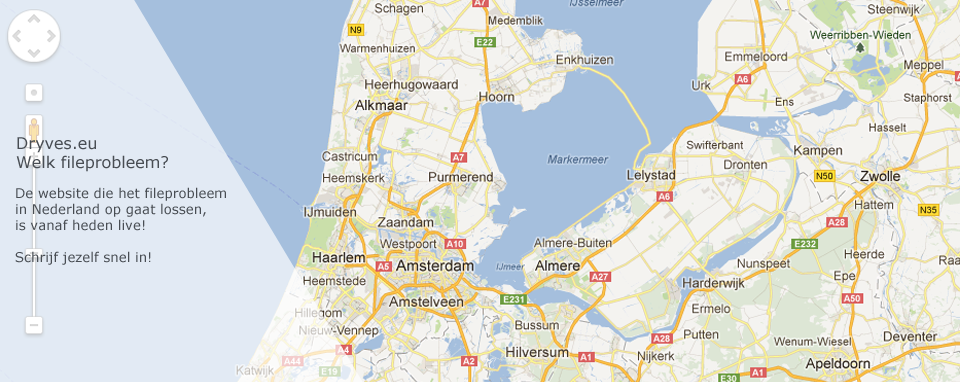 Dryves.eu
Welk fileprobleem?
De website die het fileprobleem
in Nederland op gaat lossen,
is vanaf heden live!
Schrijf jezelf snel in!
Schagen
A7
Medemblik
IJsselmeer
Steenwijk
N9
E22
Weerribben-Wieden
Warmenhuizen
Enkhuizen
Emmeloord
Meppel
Heerhugowaard
Urk
A6
Alkmaar
Hoorn
Ens
Staphorst
Hasselt
Castricum
A7
Markermeer
Swifterbant
Kampen
Heemskerk
Purmerend
Lelystad
Dronten
N50
Zwolle
A6
Hattem
N35
IJmuiden
Zaandam
A28
Westpoort
A10
Almere-Buiten
E232
Haarlem
A5
Amsterdam
IJmeer
Almere
Nunspeet
Heerde
Heemstede
A27
Harderwijk
Epe
Amstelveen
E231
A50
Hillegom
Ermelo
Nieuw-Vennep
Bussum
A28
Putten
Wenum-Wiesel
Deventer
A44
A4
Hilversum
Nijkerk
Katwijk
E19
A2
A1
E30
Apeldoorn
A1